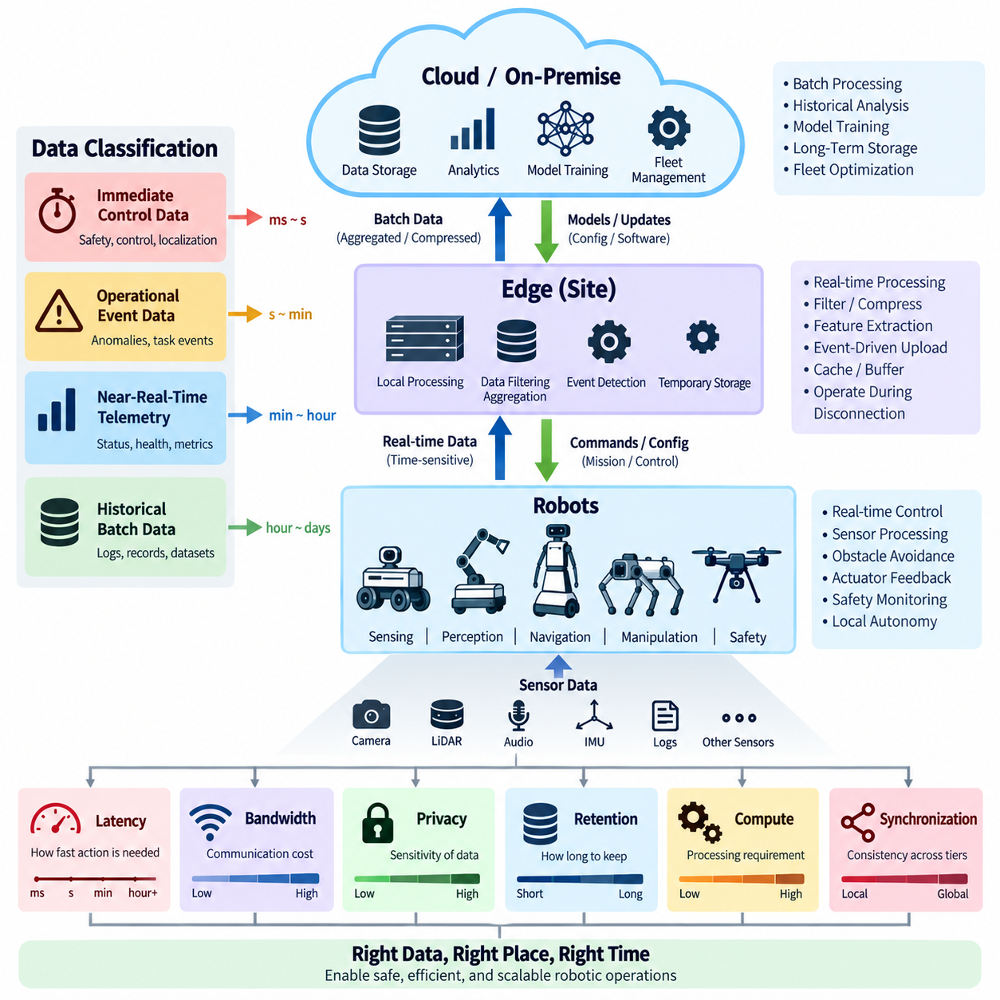 Cloud / On-Premise
Data Storage
Analytics
Model Training
Fleet
Management
• Batch Processing
• Historical Analysis
• Model Training
• Long-Term Storage
• Fleet Optimization
Data Classification
Immediate
Control Data
Safety, control, localization
ms ~ s
Operational
Event Data
Anomalies, task events
s ~ min
Near-Real-Time
Telemetry
Status, health, metrics
min ~ hour
Historical
Batch Data
Logs, records, datasets
hour ~ days
Batch Data
(Aggregated / Compressed)
Models / Updates
(Config / Software)
Edge (Site)
Local Processing
Data Filtering
Aggregation
Event Detection
Temporary Storage
• Real-time Processing
• Filter / Compress
• Feature Extraction
• Event-Driven Upload
• Cache / Buffer
• Operate During
Disconnection
Real-time Data
(Time-sensitive)
Commands / Config
(Mission / Control)
Robots
Sensing | Perception | Navigation | Manipulation | Safety
• Real-time Control
• Sensor Processing
• Obstacle Avoidance
• Actuator Feedback
• Safety Monitoring
• Local Autonomy
Sensor Data
Camera
LiDAR
Audio
IMU
Logs
Other Sensors
Latency
How fast action is needed
ms s min hour+
Bandwidth
Communication cost
Low High
Privacy
Sensitivity of data
Low High
Retention
How long to keep
Short Long
Compute
Processing requirement
Low High
Synchronization
Consistency across tiers
Local Global
Right Data, Right Place, Right Time
Enable safe, efficient, and scalable robotic operations